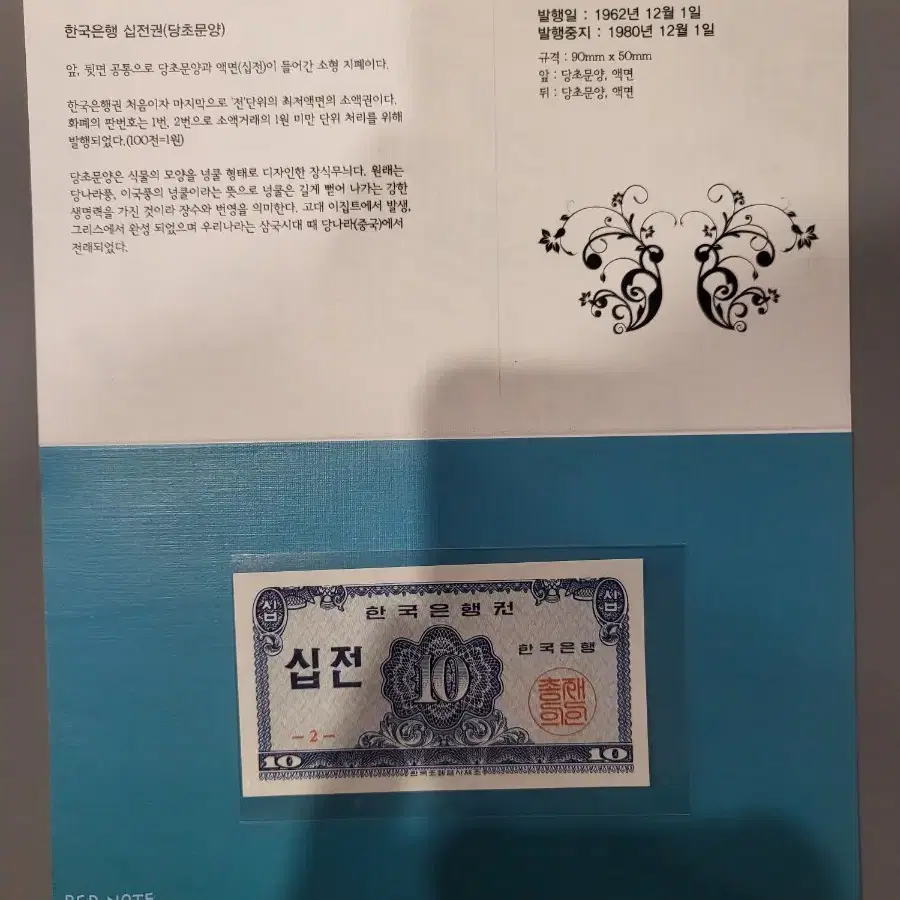 한국은행 십전권(당초문양)
앞, 뒷면 공통으로 당초문양과 액면(십전)이 들어간 소형 지폐이다.
한국은행권 처음이자 마지막으로 '전'단위의 최저액면의 소액권이다.
화폐의 판번호는 1번, 2번으로 소액거래의 1원 미만 단위 처리를 위해
발행되었다.(100전=1원)
당초문양은 식물의 모양을 넝쿨 형태로 디자인한 장식무늬다. 원래는
당나라풍, 이국풍의 넝쿨이라는 뜻으로 넝쿨은 길게 뻗어 나가는 강한
생명력을 가진 것이라 장수와 번영을 의미한다. 고대 이집트에서 발생,
그리스에서 완성 되었으며 우리나라는 삼국시대 때 당나라(중국)에서
전래되었다.
발행일 : 1962년 12월 1일
발행중지 : 1980년 12월 1일
규격 : 90mm x 50mm
앞 : 당초문양, 액면
뒤 : 당초문양, 액면
십
십
한국은행권
십전
10
한국은행
총재의인
- 2 -
10
10
한국조폐공사제조
RED NOTE